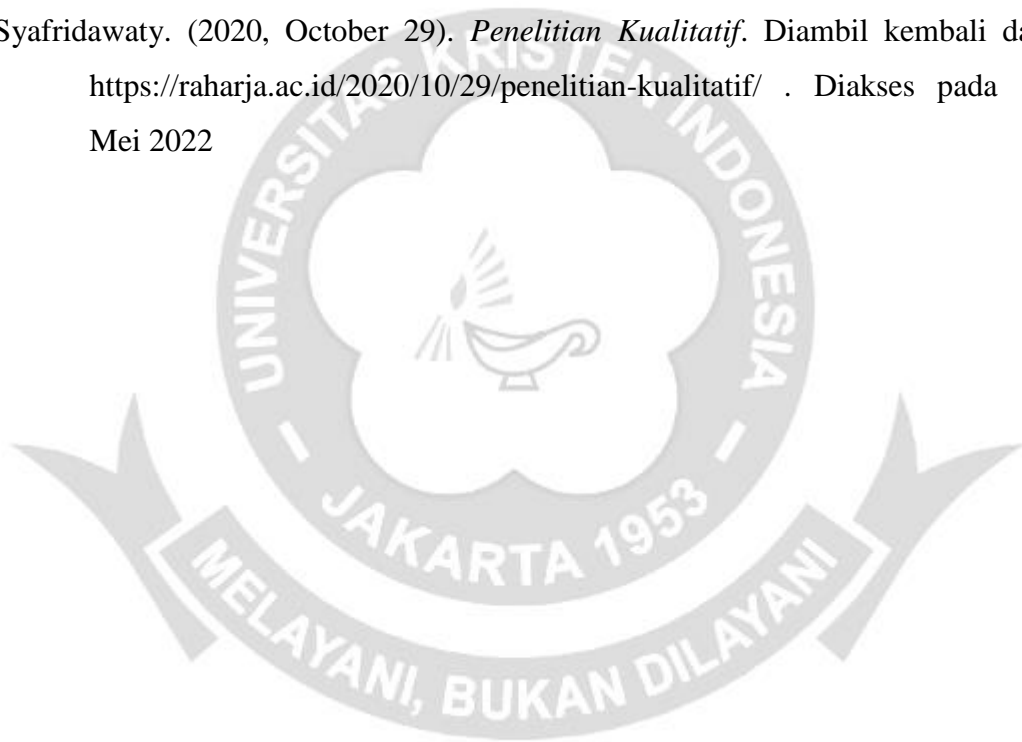 Syafridawaty. (2020, October 29). Penelitian Kualitatif. Diambil kembali da
https://raharja.ac.id/2020/10/29/penelitian-kualitatif/ . Diakses pada
Mei 2022
UNIVERSITAS KRISTEN INDONESIA
- JAKARTA 1953 -
MELAYANI, BUKAN DILAYANI